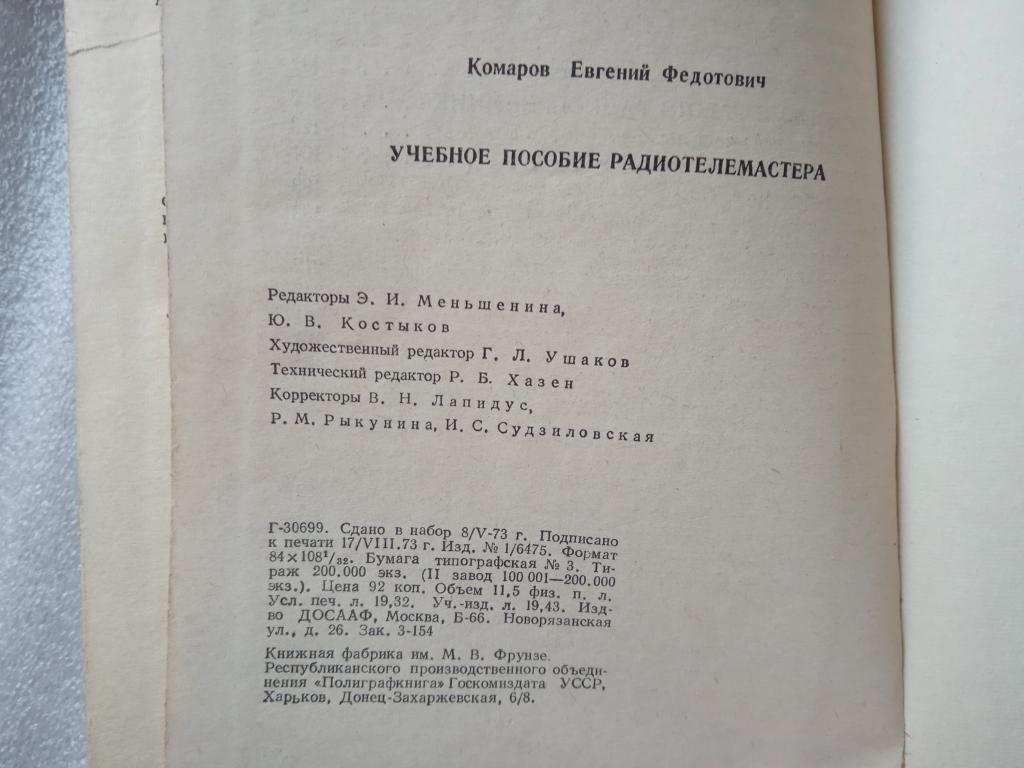 Комаров Евгений Федотович
УЧЕБНОЕ ПОСОБИЕ РАДИОТЕЛЕМАСТЕРА
Редакторы Э. И. Меньшенина,
Ю. В. Костыков
Художественный редактор Г. Л. Ушаков
Технический редактор Р. Б. Хазен
Корректоры В. Н. Лапидус,
Р. М. Рыкунина, И. С. Судзиловская
Г-30699. Сдано в набор 8/V-73 г. Подписано
к печати 17/VIII.73 г. Изд. № 1/6475. Формат
84×108¹/₃₂. Бумага типографская № 3. Ти-
раж 200.000 экз. (II завод 100 001—200.000
экз.). Цена 92 коп. Объем 11,5 физ. п. л.
Усл. печ. л. 19,32. Уч.-изд. л. 19,43. Изд-
во ДОСААФ, Москва, Б-66. Новорязанская
ул., д. 26. Зак. 3-154
Книжная фабрика им. М. В. Фрунзе.
Республиканского производственного объеди-
нения «Полиграфкнига» Госкомиздата УССР,
Харьков, Донец-Захаржевская, 6/8.